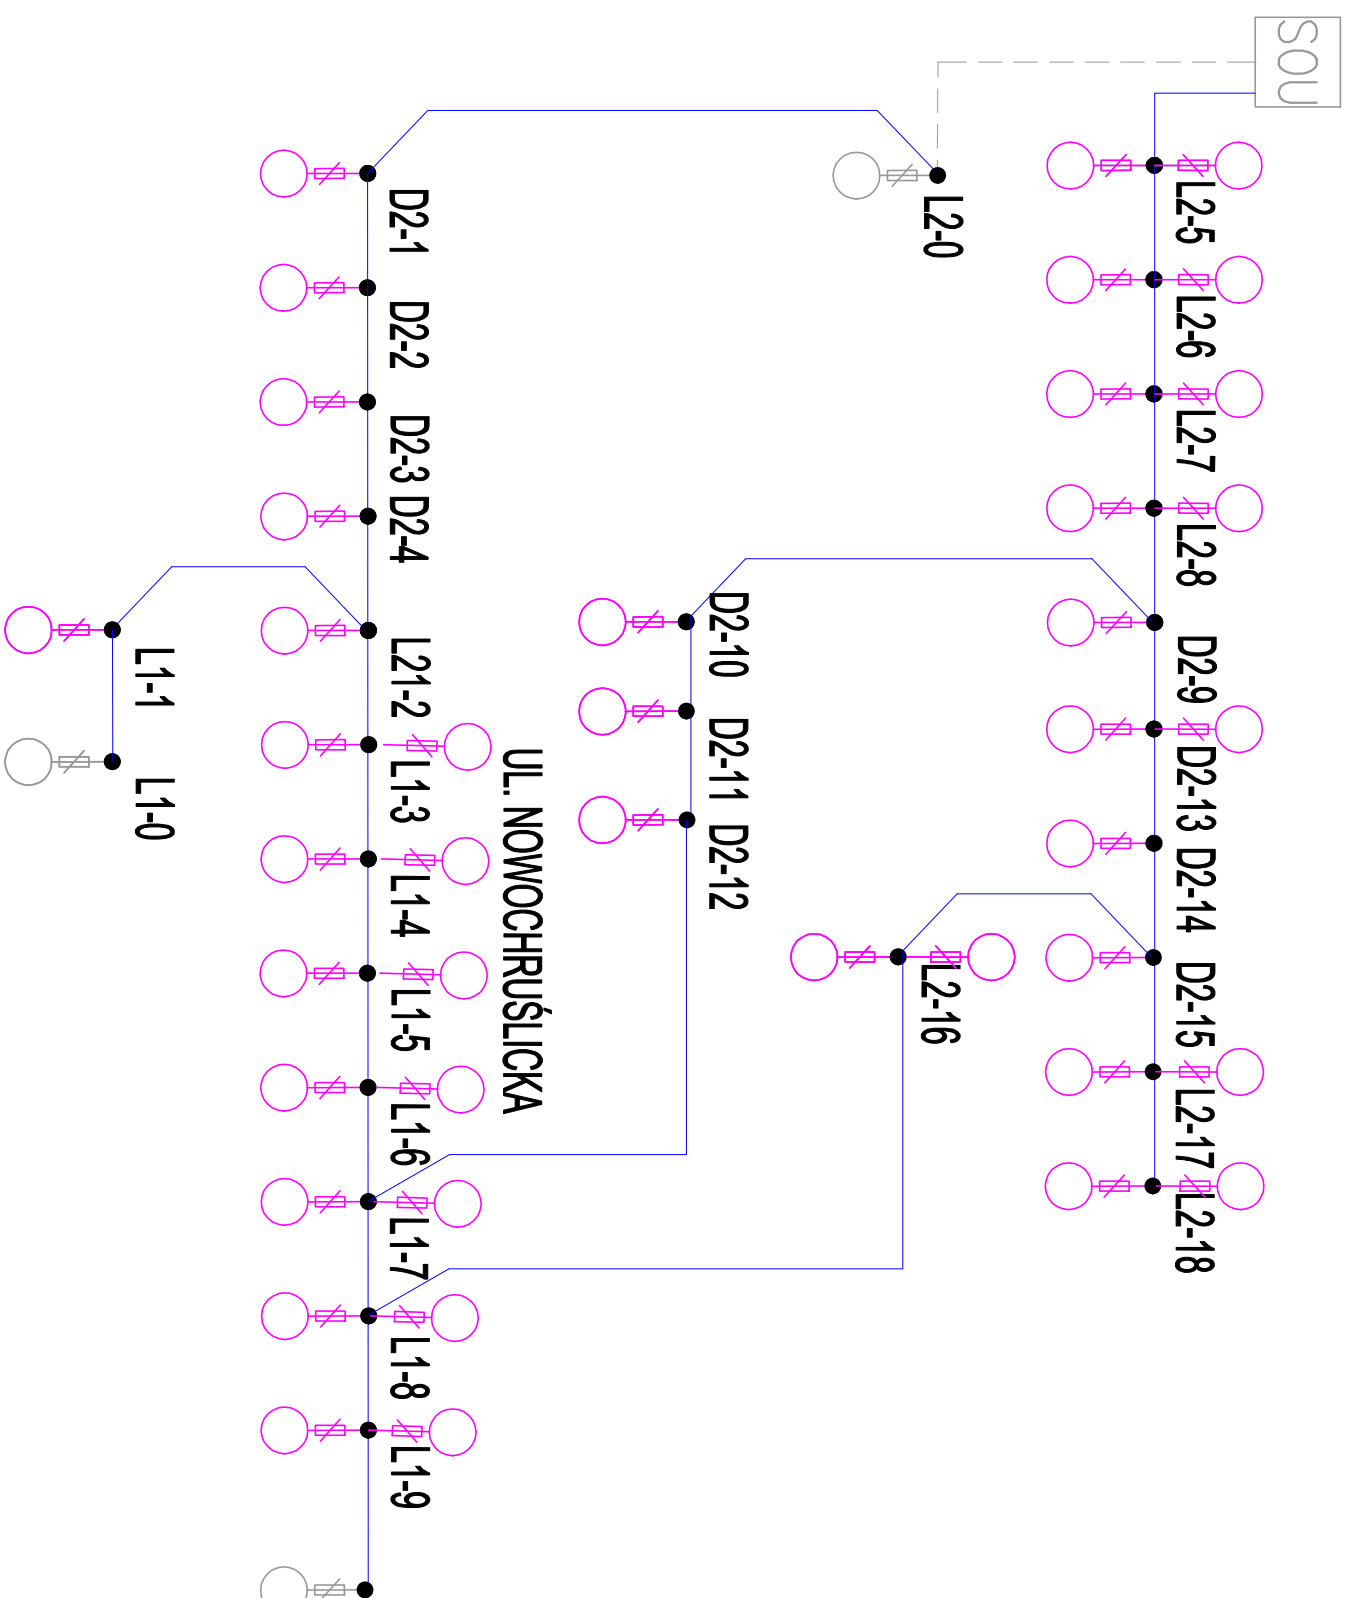 SOU
L2-5
L2-6
L2-7
L2-8
D2-9
D2-13
D2-14
D2-15
L2-17
L2-18
L2-0
L2-16
D2-10
D2-11
D2-12
UL. NOWOCHRUŚLICKA
D2-1
D2-2
D2-3
D2-4
L21-2
L1-3
L1-4
L1-5
L1-6
L1-7
L1-8
L1-9
L1-1
L1-0